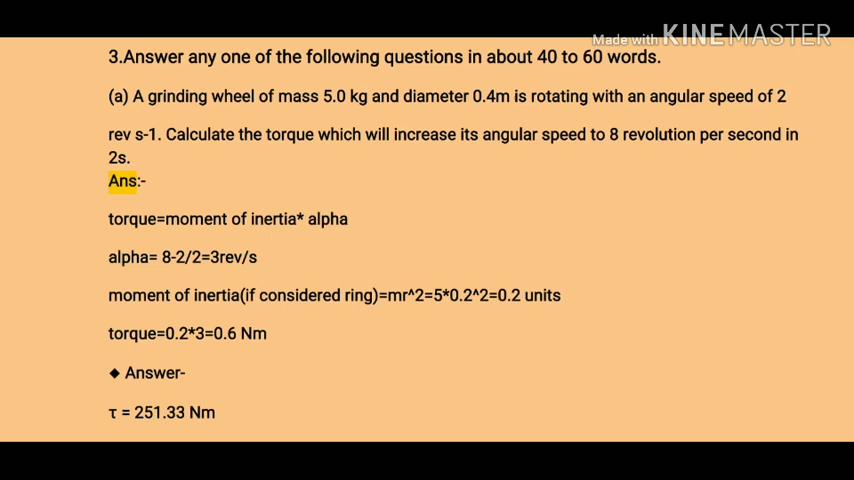 Made with KINEMASTER
3.Answer any one of the following questions in about 40 to 60 words.
(a) A grinding wheel of mass 5.0 kg and diameter 0.4m is rotating with an angular speed of 2
rev s-1. Calculate the torque which will increase its angular speed to 8 revolution per second in
2s.
Ans:-
torque=moment of inertia* alpha
alpha= 8-2/2=3rev/s
moment of inertia(if considered ring)=mr^2=5*0.2^2=0.2 units
torque=0.2*3=0.6 Nm
◆ Answer-
τ = 251.33 Nm